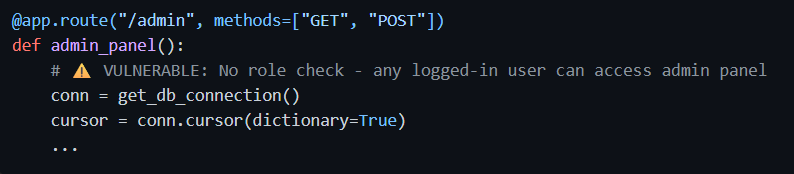 @app.route("/admin", methods=["GET", "POST"])
def admin_panel():
    # ⚠️ VULNERABLE: No role check - any logged-in user can access admin panel
    conn = get_db_connection()
    cursor = conn.cursor(dictionary=True)
    ...